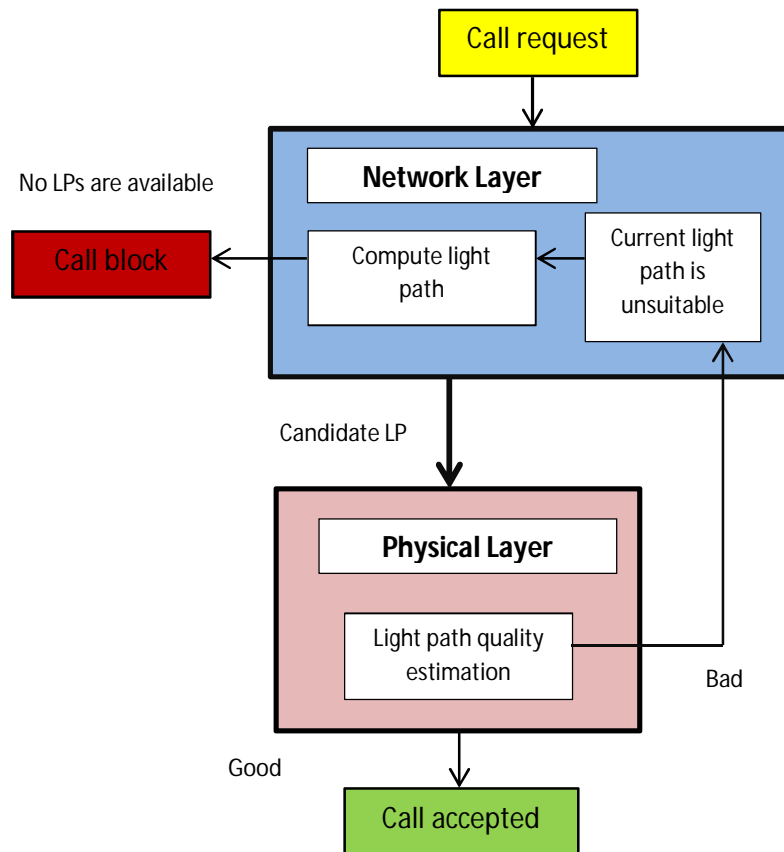 Call request
Network Layer
No LPs are available
Call block
Compute light
path
Current light
path is
unsuitable
Candidate LP
Physical Layer
Light path quality
estimation
Bad
Good
Call accepted